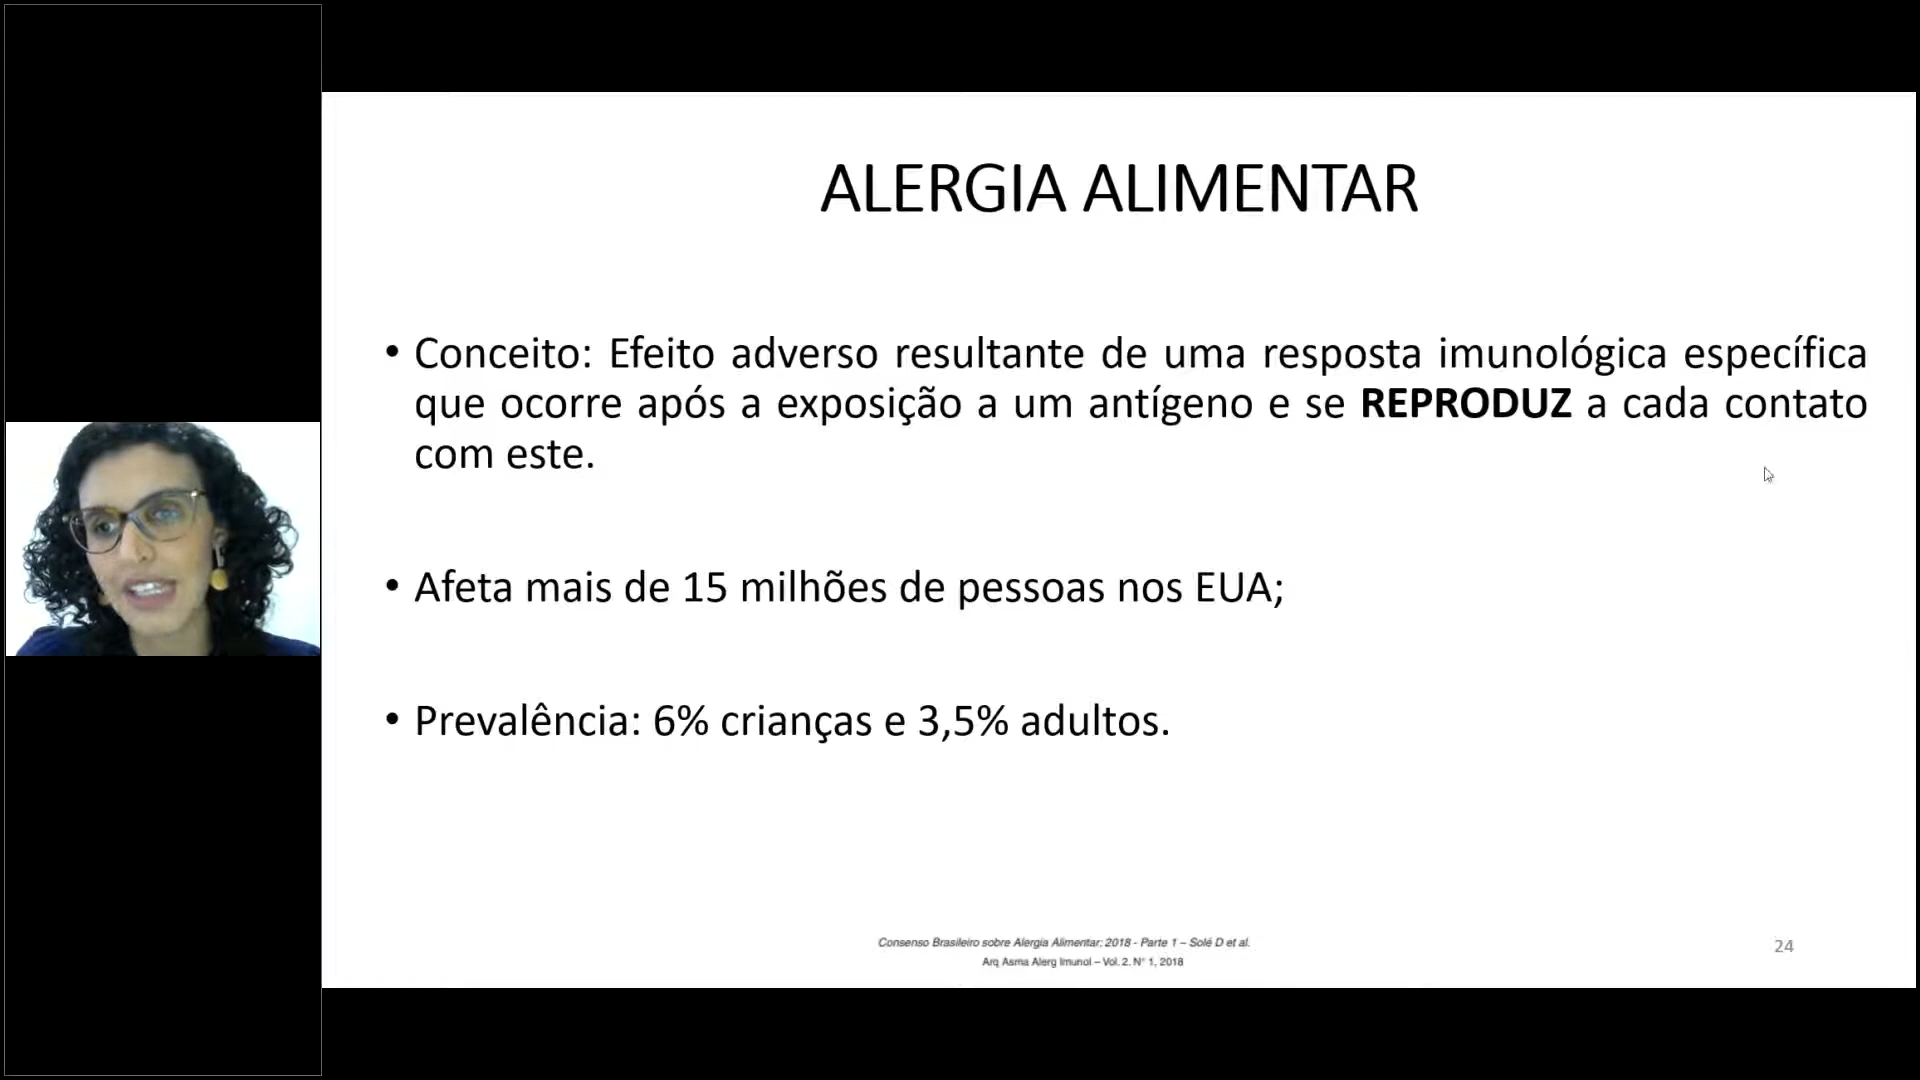 ALERGIA ALIMENTAR
• Conceito: Efeito adverso resultante de uma resposta imunológica específica
que ocorre após a exposição a um antígeno e se REPRODUZ a cada contato
com este.
• Afeta mais de 15 milhões de pessoas nos EUA;
• Prevalência: 6% crianças e 3,5% adultos.
Consenso Brasileiro sobre Alergia Alimentar: 2018 - Parte 1 – Solé D et al.
Arq Asma Alerg Imunol – Vol. 2. N° 1, 2018
24